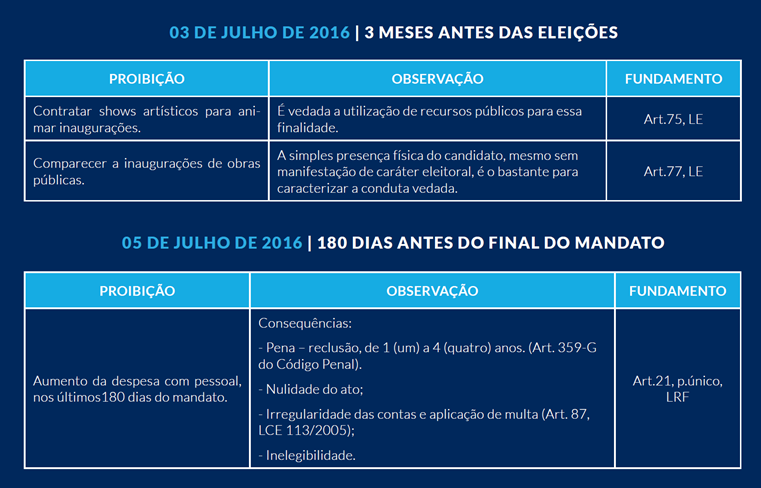 03 DE JULHO DE 2016 | 3 MESES ANTES DAS ELEIÇÕES
PROIBIÇÃO OBSERVAÇÃO FUNDAMENTO
Contratar shows artísticos para ani-
mar inaugurações.
É vedada a utilização de recursos públicos para essa
finalidade.
Art.75, LE
Comparecer a inaugurações de obras
públicas.
A simples presença física do candidato, mesmo sem
manifestação de caráter eleitoral, é o bastante para
caracterizar a conduta vedada.
Art.77, LE
05 DE JULHO DE 2016 | 180 DIAS ANTES DO FINAL DO MANDATO
PROIBIÇÃO OBSERVAÇÃO FUNDAMENTO
Aumento da despesa com pessoal,
nos últimos180 dias do mandato.
Consequências:
- Pena – reclusão, de 1 (um) a 4 (quatro) anos. (Art. 359-G
do Código Penal).
- Nulidade do ato;
- Irregularidade das contas e aplicação de multa (Art. 87,
LCE 113/2005);
- Inelegibilidade.
Art.21, p.único,
LRF